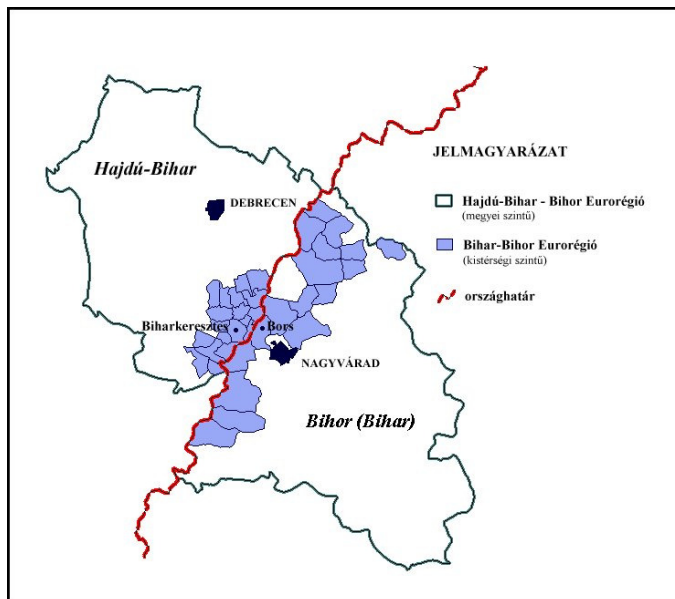 Hajdú-Bihar
DEBRECEN
Biharkeresztes
Bors
NAGYVÁRAD
Bihor (Bihar)
JELMAGYARÁZAT
Hajdú-Bihar - Bihor Eurorégió
(megyei szintű)
Bihar-Bihor Eurorégió
(kistérségi szintű)
országhatár